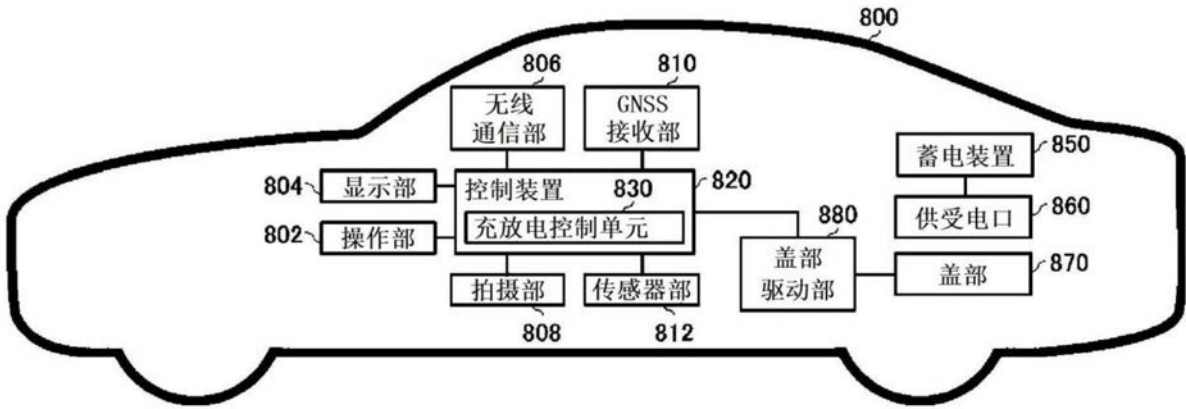 800
806
810
无线
通信部
GNSS
接收部
蓄电装置
850
804
显示部
控制装置
820
830
充放电控制单元
供受电口
860
802
操作部
880
盖部
驱动部
盖部
870
拍摄部
传感器部
808
812